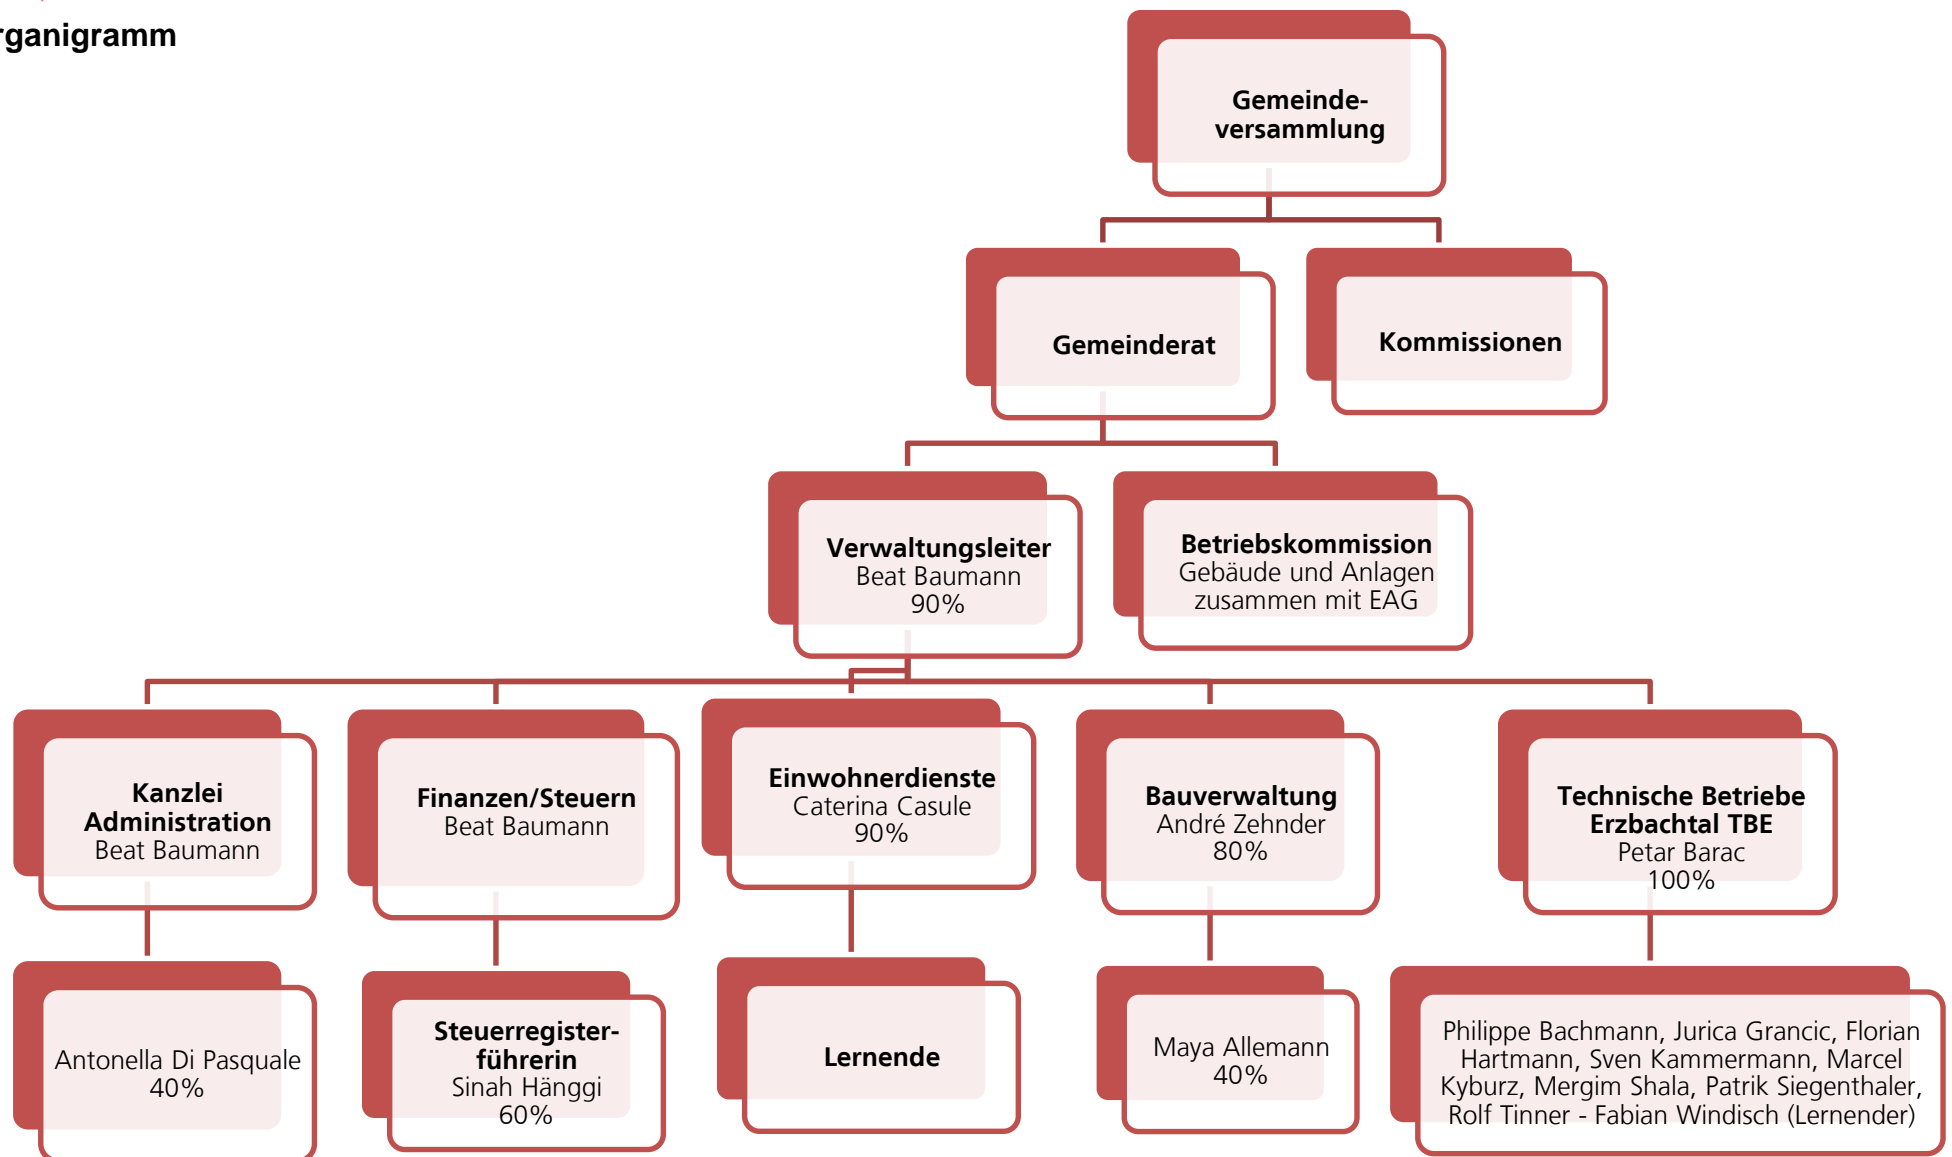 rganigramm
Gemeinde-
versammlung
Gemeinderat
Kommissionen
Verwaltungsleiter
Beat Baumann
90%
Betriebskommission
Gebäude und Anlagen
zusammen mit EAG
Kanzlei
Administration
Beat Baumann
Finanzen/Steuern
Beat Baumann
Einwohnerdienste
Caterina Casule
90%
Bauverwaltung
André Zehnder
80%
Technische Betriebe
Erzbachtal TBE
Petar Barac
100%
Antonella Di Pasquale
40%
Steuerregister-
führerin
Sinah Hänggi
60%
Lernende
Maya Allemann
40%
Philippe Bachmann, Jurica Grancic, Florian
Hartmann, Sven Kammermann, Marcel
Kyburz, Mergim Shala, Patrik Siegenthaler,
Rolf Tinner - Fabian Windisch (Lernender)